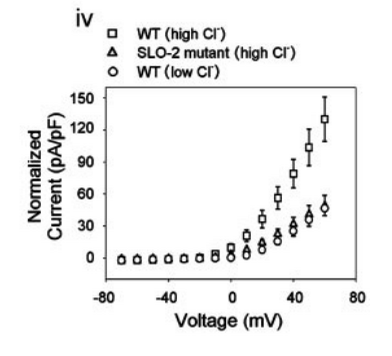 iv
WT (high Cl⁻)
SLO-2 mutant (high Cl⁻)
WT (low Cl⁻)
150
120
90
60
30
0
Normalized
Current (pA/pF)
-80 -40 0 40 80
Voltage (mV)